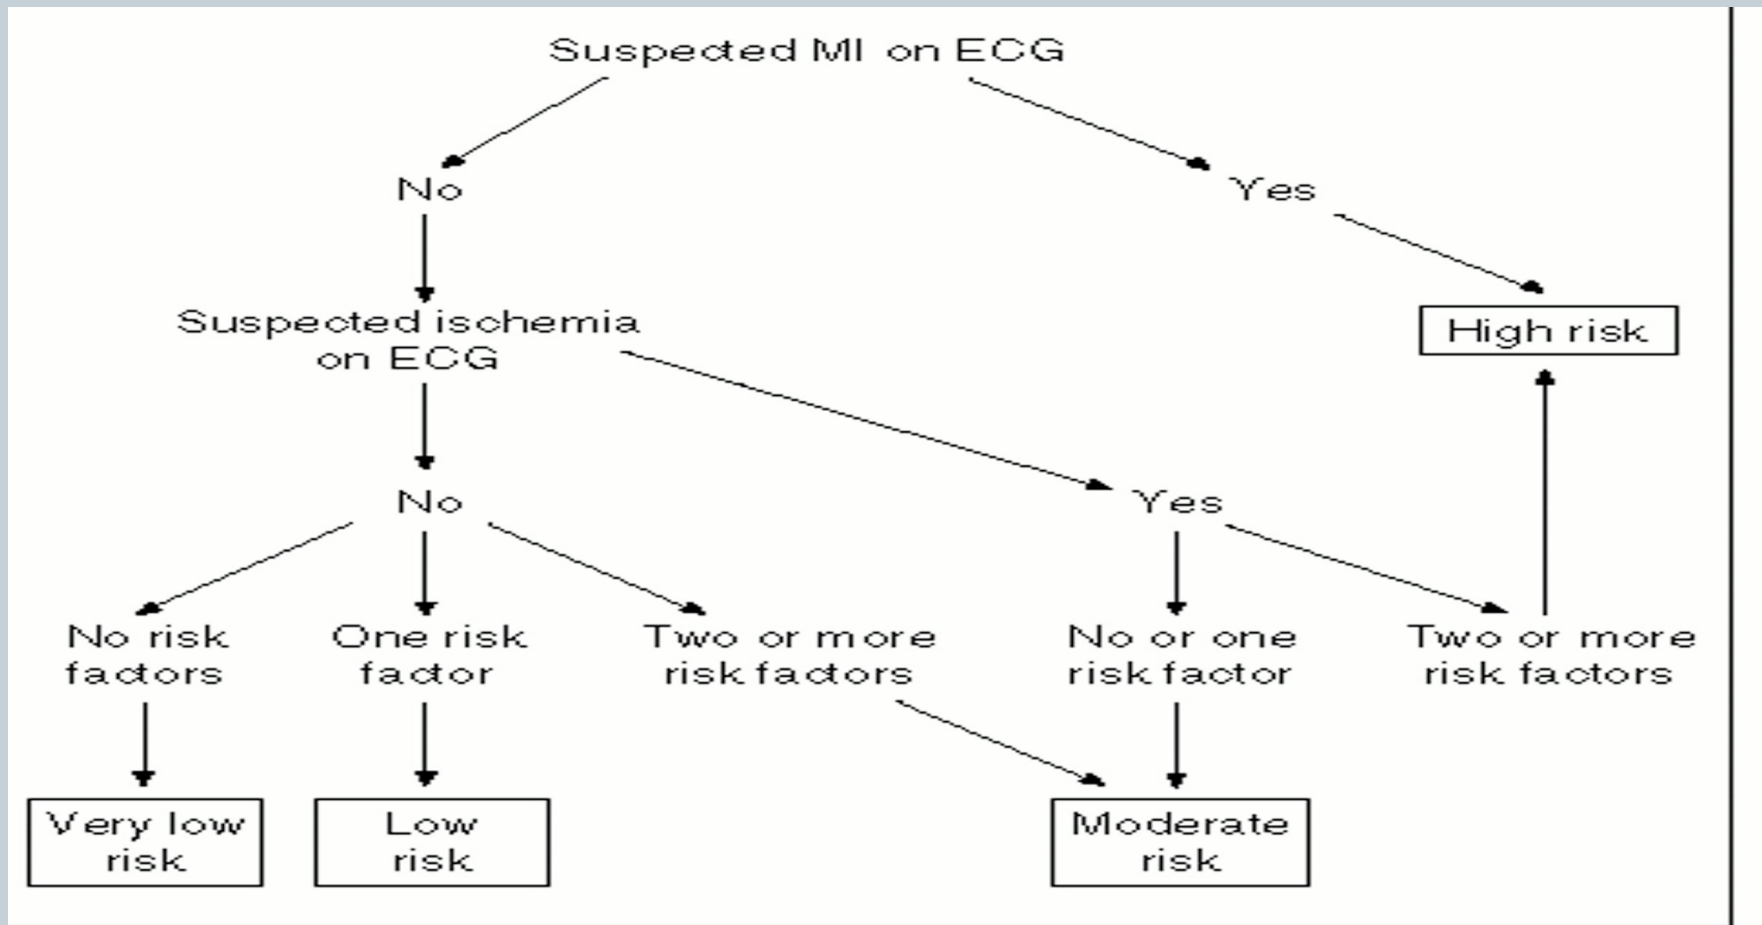 Suspected MI on ECG
No
Yes
Suspected ischemia
on ECG
High risk
No
Yes
No risk
factors
One risk
factor
Two or more
risk factors
No or one
risk factor
Two or more
risk factors
Very low
risk
Low
risk
Moderate
risk